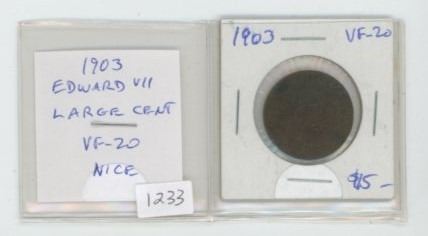 1903
EDWARD VII
LARGE CENT
VF-20
NICE
1233
1903
VF-20
$15-